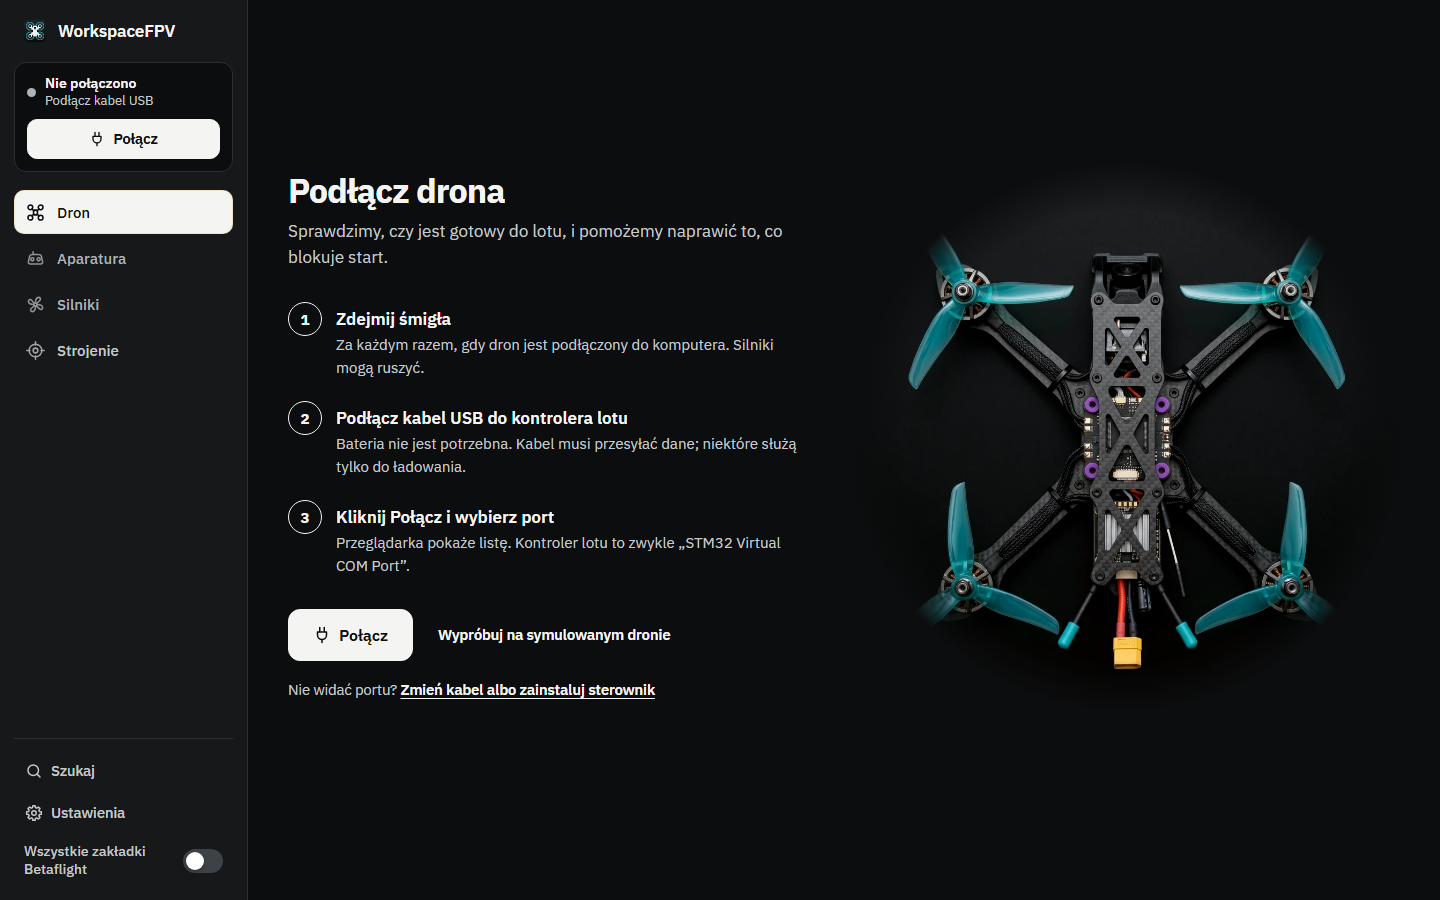 WorkspaceFPV
Nie połączono
Podłącz kabel USB
Połącz
Dron
Aparatura
Silniki
Strojenie
Szukaj
Ustawienia
Wszystkie zakładki
Betaflight
Podłącz drona
Sprawdzimy, czy jest gotowy do lotu, i pomożemy naprawić to, co
blokuje start.
1
Zdejmij śmigła
Za każdym razem, gdy dron jest podłączony do komputera. Silniki
mogą ruszyć.
2
Podłącz kabel USB do kontrolera lotu
Bateria nie jest potrzebna. Kabel musi przesyłać dane; niektóre służą
tylko do ładowania.
3
Kliknij Połącz i wybierz port
Przeglądarka pokaże listę. Kontroler lotu to zwykle „STM32 Virtual
COM Port”.
Połącz
Wypróbuj na symulowanym dronie
Nie widać portu? Zmień kabel albo zainstaluj sterownik